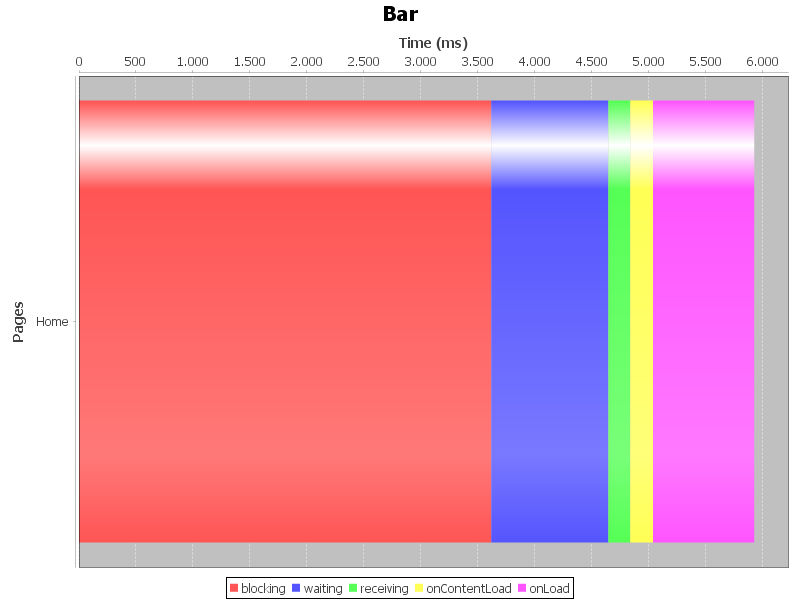 Bar
Time (ms)
0 500 1.000 1.500 2.000 2.500 3.000 3.500 4.000 4.500 5.000 5.500 6.000
Pages
Home
blocking waiting receiving onContentLoad onLoad